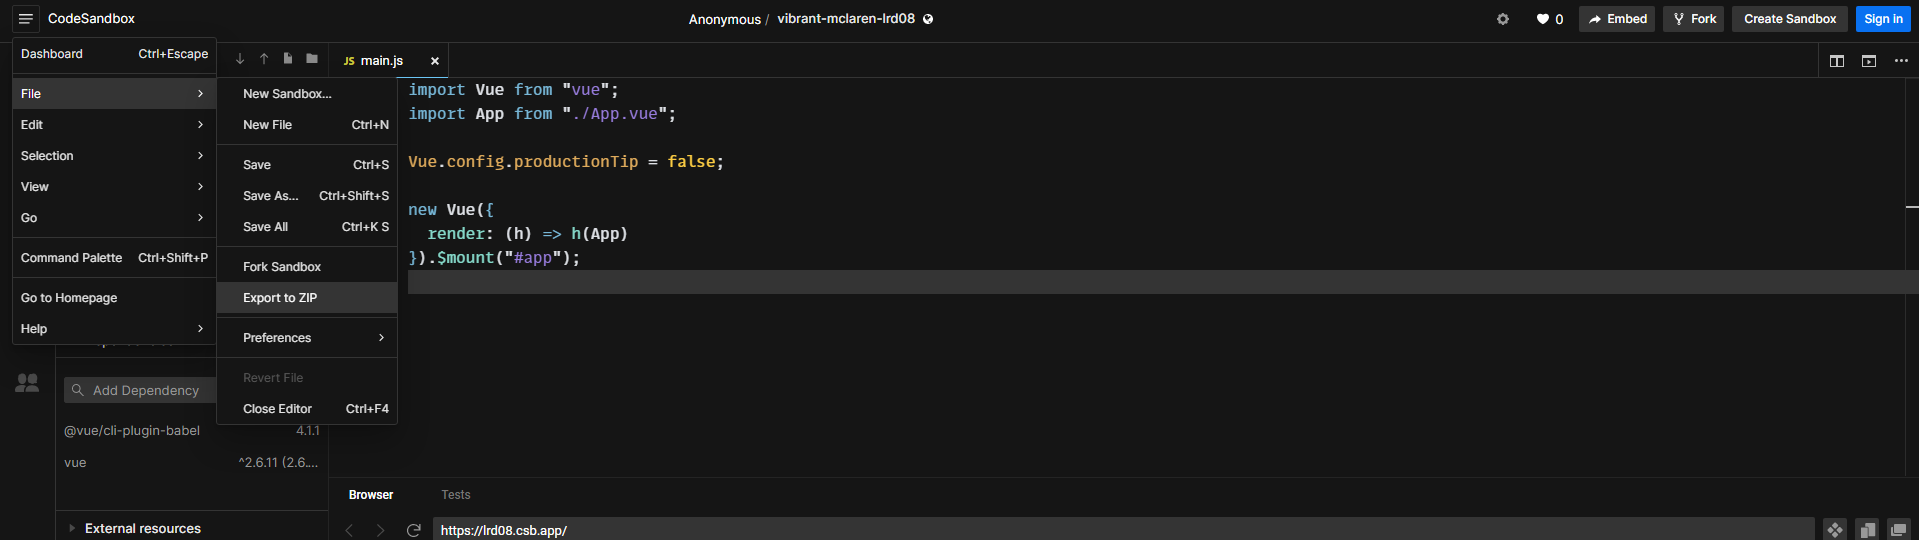 CodeSandbox
Anonymous / vibrant-mclaren-lrd08
0
Embed
Fork
Create Sandbox
Sign in
Dashboard Ctrl+Escape
File
Edit
Selection
View
Go
Command Palette Ctrl+Shift+P
Go to Homepage
Help
New Sandbox...
New File Ctrl+N
Save Ctrl+S
Save As... Ctrl+Shift+S
Save All Ctrl+K S
Fork Sandbox
Export to ZIP
Preferences
Revert File
Close Editor Ctrl+F4
JS main.js
import Vue from "vue";
import App from "./App.vue";
Vue.config.productionTip = false;
new Vue({
render: (h) => h(App)
}).$mount("#app");
Add Dependency
@vue/cli-plugin-babel 4.1.1
vue ^2.6.11 (2.6....
External resources
Browser Tests
https://lrd08.csb.app/